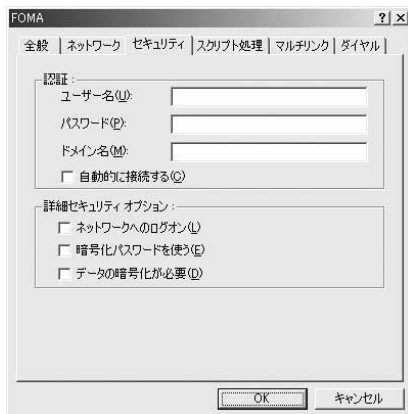 FOMA
全般 ネットワーク セキュリティ スクリプト処理 マルチリンク ダイヤル
認証:
ユーザー名(U):
パスワード(P):
ドメイン名(M):
自動的に接続する(C)
詳細セキュリティ オプション:
ネットワークへのログオン(L)
暗号化パスワードを使う(E)
データの暗号化が必要(D)
OK キャンセル